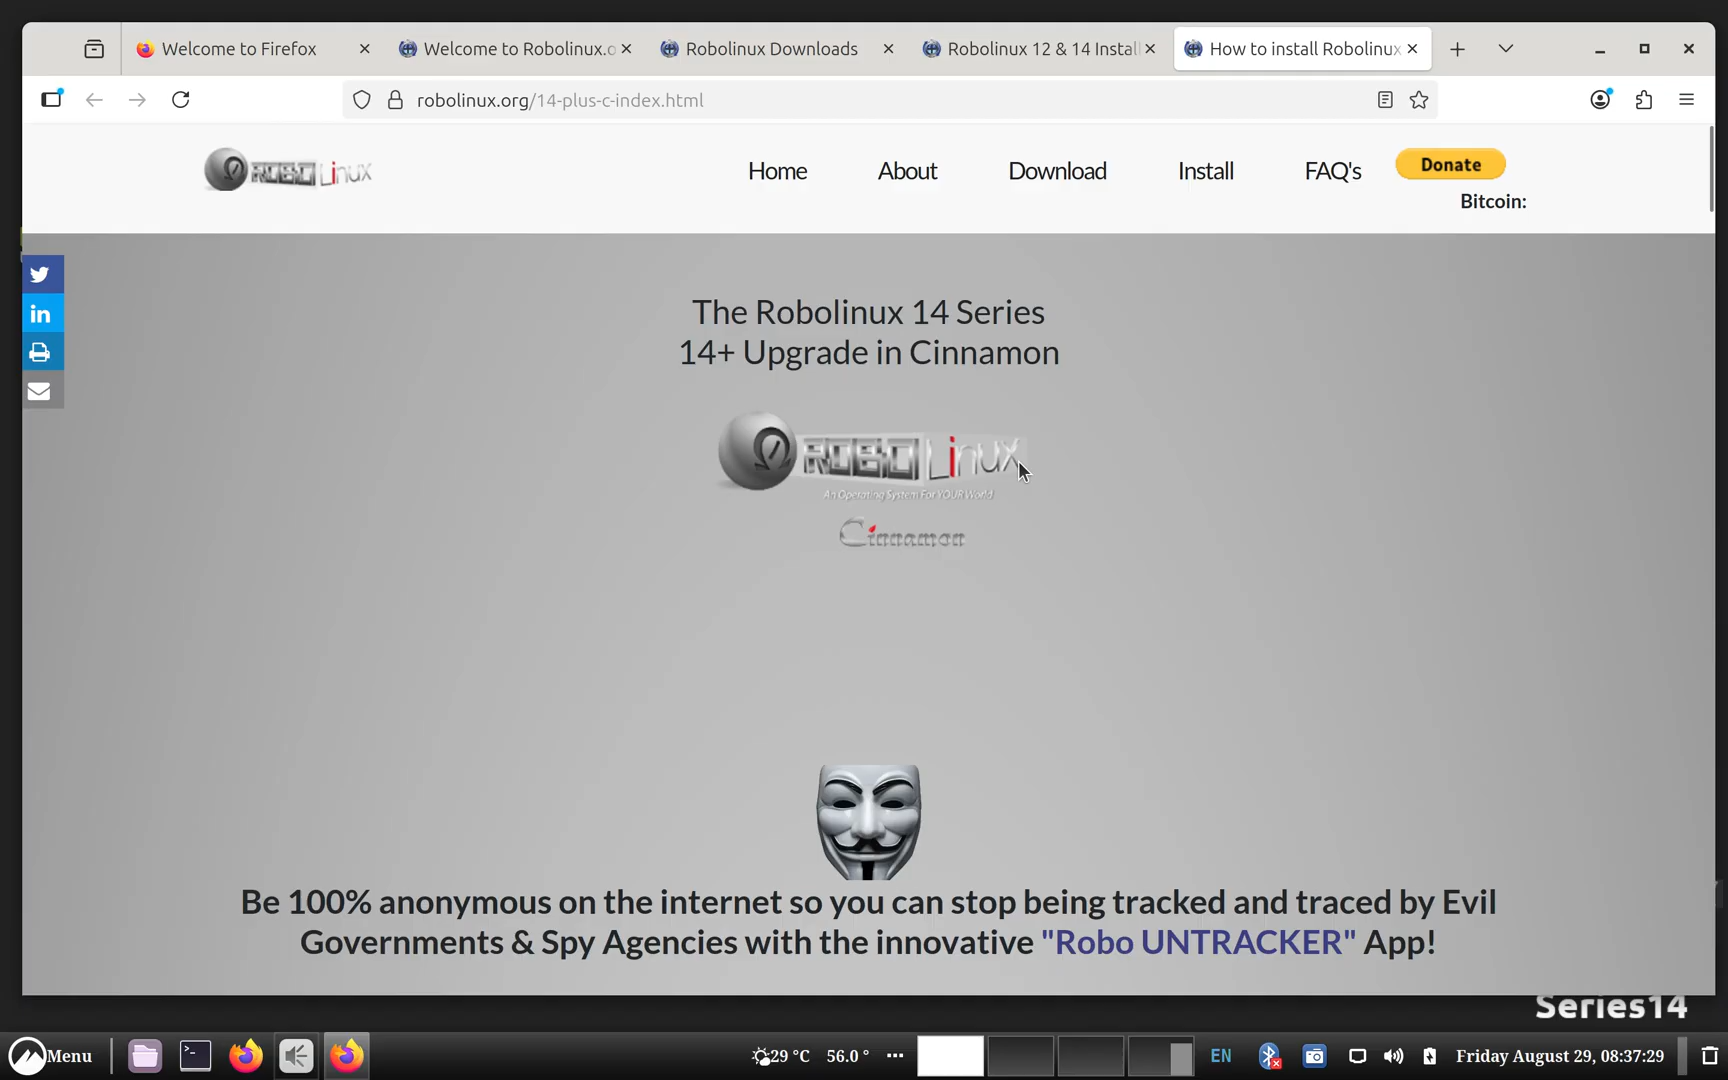 Welcome to Firefox
Welcome to Robolinux.o
Robolinux Downloads
Robolinux 12 & 14 Instal
How to install Robolinux
robolinux.org/14-plus-c-index.html
ROBO Linux
Home
About
Download
Install
FAQ's
Donate
Bitcoin:
The Robolinux 14 Series
14+ Upgrade in Cinnamon
ROBO Linux
An Operating System For YOUR World
Cinnamon
Be 100% anonymous on the internet so you can stop being tracked and traced by Evil
Governments & Spy Agencies with the innovative "Robo UNTRACKER" App!
Series14
Menu
29 °C
56.0 °
EN
Friday August 29, 08:37:29